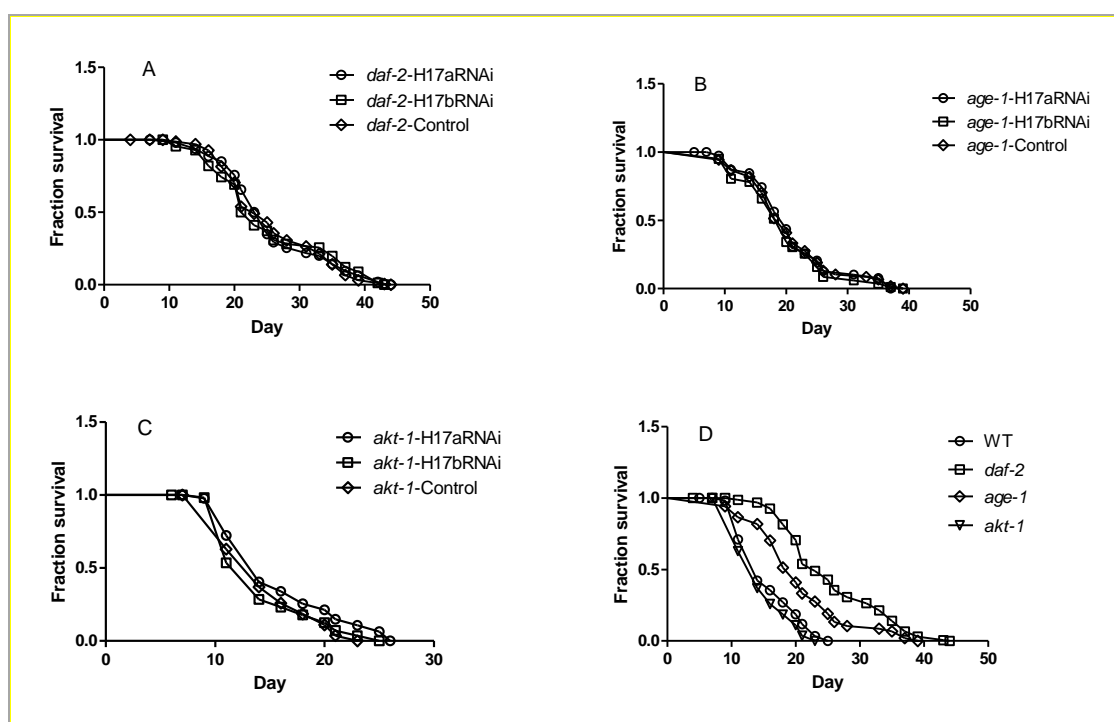 A
daf-2-H17aRNAi
daf-2-H17bRNAi
daf-2-Control
1.5
1.0
0.5
0.0
Fraction survival
0 10 20 30 40 50
Day
B
age-1-H17aRNAi
age-1-H17bRNAi
age-1-Control
1.5
1.0
0.5
0.0
Fraction survival
0 10 20 30 40 50
Day
C
akt-1-H17aRNAi
akt-1-H17bRNAi
akt-1-Control
1.5
1.0
0.5
0.0
Fraction survival
0 10 20 30
Day
D
WT
daf-2
age-1
akt-1
1.5
1.0
0.5
0.0
Fraction survival
0 10 20 30 40 50
Day